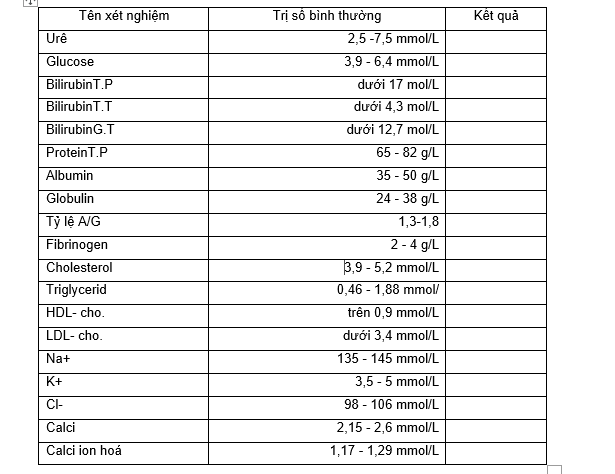 Tên xét nghiệm Trị số bình thường Kết quả
Urê 2,5 -7,5 mmol/L
Glucose 3,9 - 6,4 mmol/L
BilirubinT.P dưới 17 mol/L
BilirubinT.T dưới 4,3 mol/L
BilirubinG.T dưới 12,7 mol/L
ProteinT.P 65 - 82 g/L
Albumin 35 - 50 g/L
Globulin 24 - 38 g/L
Tỷ lệ A/G 1,3-1,8
Fibrinogen 2 - 4 g/L
Cholesterol 3,9 - 5,2 mmol/L
Triglycerid 0,46 - 1,88 mmol/
HDL- cho. trên 0,9 mmol/L
LDL- cho. dưới 3,4 mmol/L
Na+ 135 - 145 mmol/L
K+ 3,5 - 5 mmol/L
Cl- 98 - 106 mmol/L
Calci 2,15 - 2,6 mmol/L
Calci ion hoá 1,17 - 1,29 mmol/L